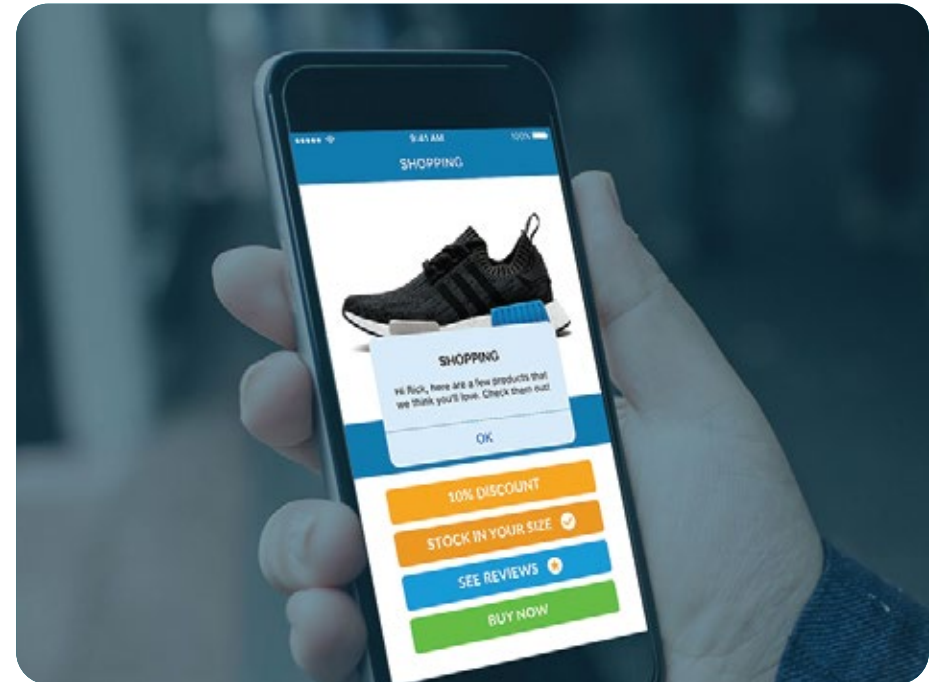 9:41 AM
100%
SHOPPING
SHOPPING
Hi Rick, here are a few products that
we think you'll love. Check them out!
OK
10% DISCOUNT
STOCK IN YOUR SIZE
SEE REVIEWS
BUY NOW